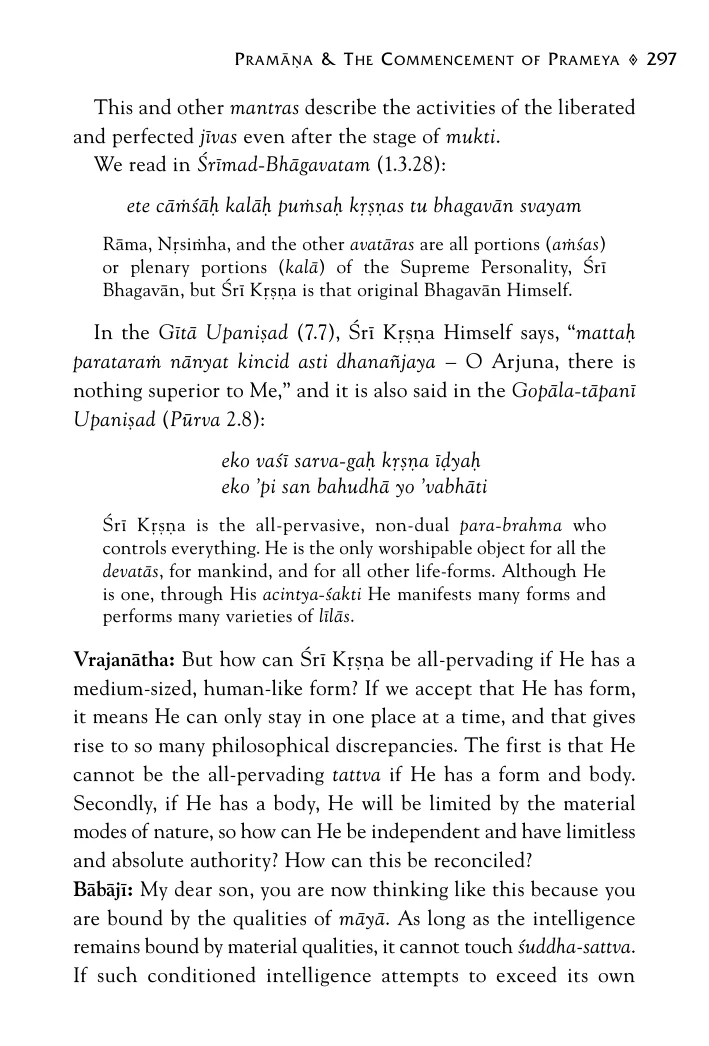 PRAMĀṆA & THE COMMENCEMENT OF PRAMEYA ◊ 297
This and other mantras describe the activities of the liberated
and perfected jīvas even after the stage of mukti.
We read in Śrīmad-Bhāgavatam (1.3.28):
ete cāṁśāḥ kalāḥ puṁsaḥ kṛṣṇas tu bhagavān svayam
Rāma, Nṛsiṁha, and the other avatāras are all portions (aṁśas)
or plenary portions (kalā) of the Supreme Personality, Śrī
Bhagavān, but Śrī Kṛṣṇa is that original Bhagavān Himself.
In the Gītā Upaniṣad (7.7), Śrī Kṛṣṇa Himself says, “mattaḥ
parataraṁ nānyat kincid asti dhanañjaya – O Arjuna, there is
nothing superior to Me,” and it is also said in the Gopāla-tāpanī
Upaniṣad (Pūrva 2.8):
eko vaśī sarva-gaḥ kṛṣṇa īḍyaḥ
eko ’pi san bahudhā yo ’vabhāti
Śrī Kṛṣṇa is the all-pervasive, non-dual para-brahma who
controls everything. He is the only worshipable object for all the
devatās, for mankind, and for all other life-forms. Although He
is one, through His acintya-śakti He manifests many forms and
performs many varieties of līlās.
Vrajanātha: But how can Śrī Kṛṣṇa be all-pervading if He has a
medium-sized, human-like form? If we accept that He has form,
it means He can only stay in one place at a time, and that gives
rise to so many philosophical discrepancies. The first is that He
cannot be the all-pervading tattva if He has a form and body.
Secondly, if He has a body, He will be limited by the material
modes of nature, so how can He be independent and have limitless
and absolute authority? How can this be reconciled?
Bābājī: My dear son, you are now thinking like this because you
are bound by the qualities of māyā. As long as the intelligence
remains bound by material qualities, it cannot touch śuddha-sattva.
If such conditioned intelligence attempts to exceed its own